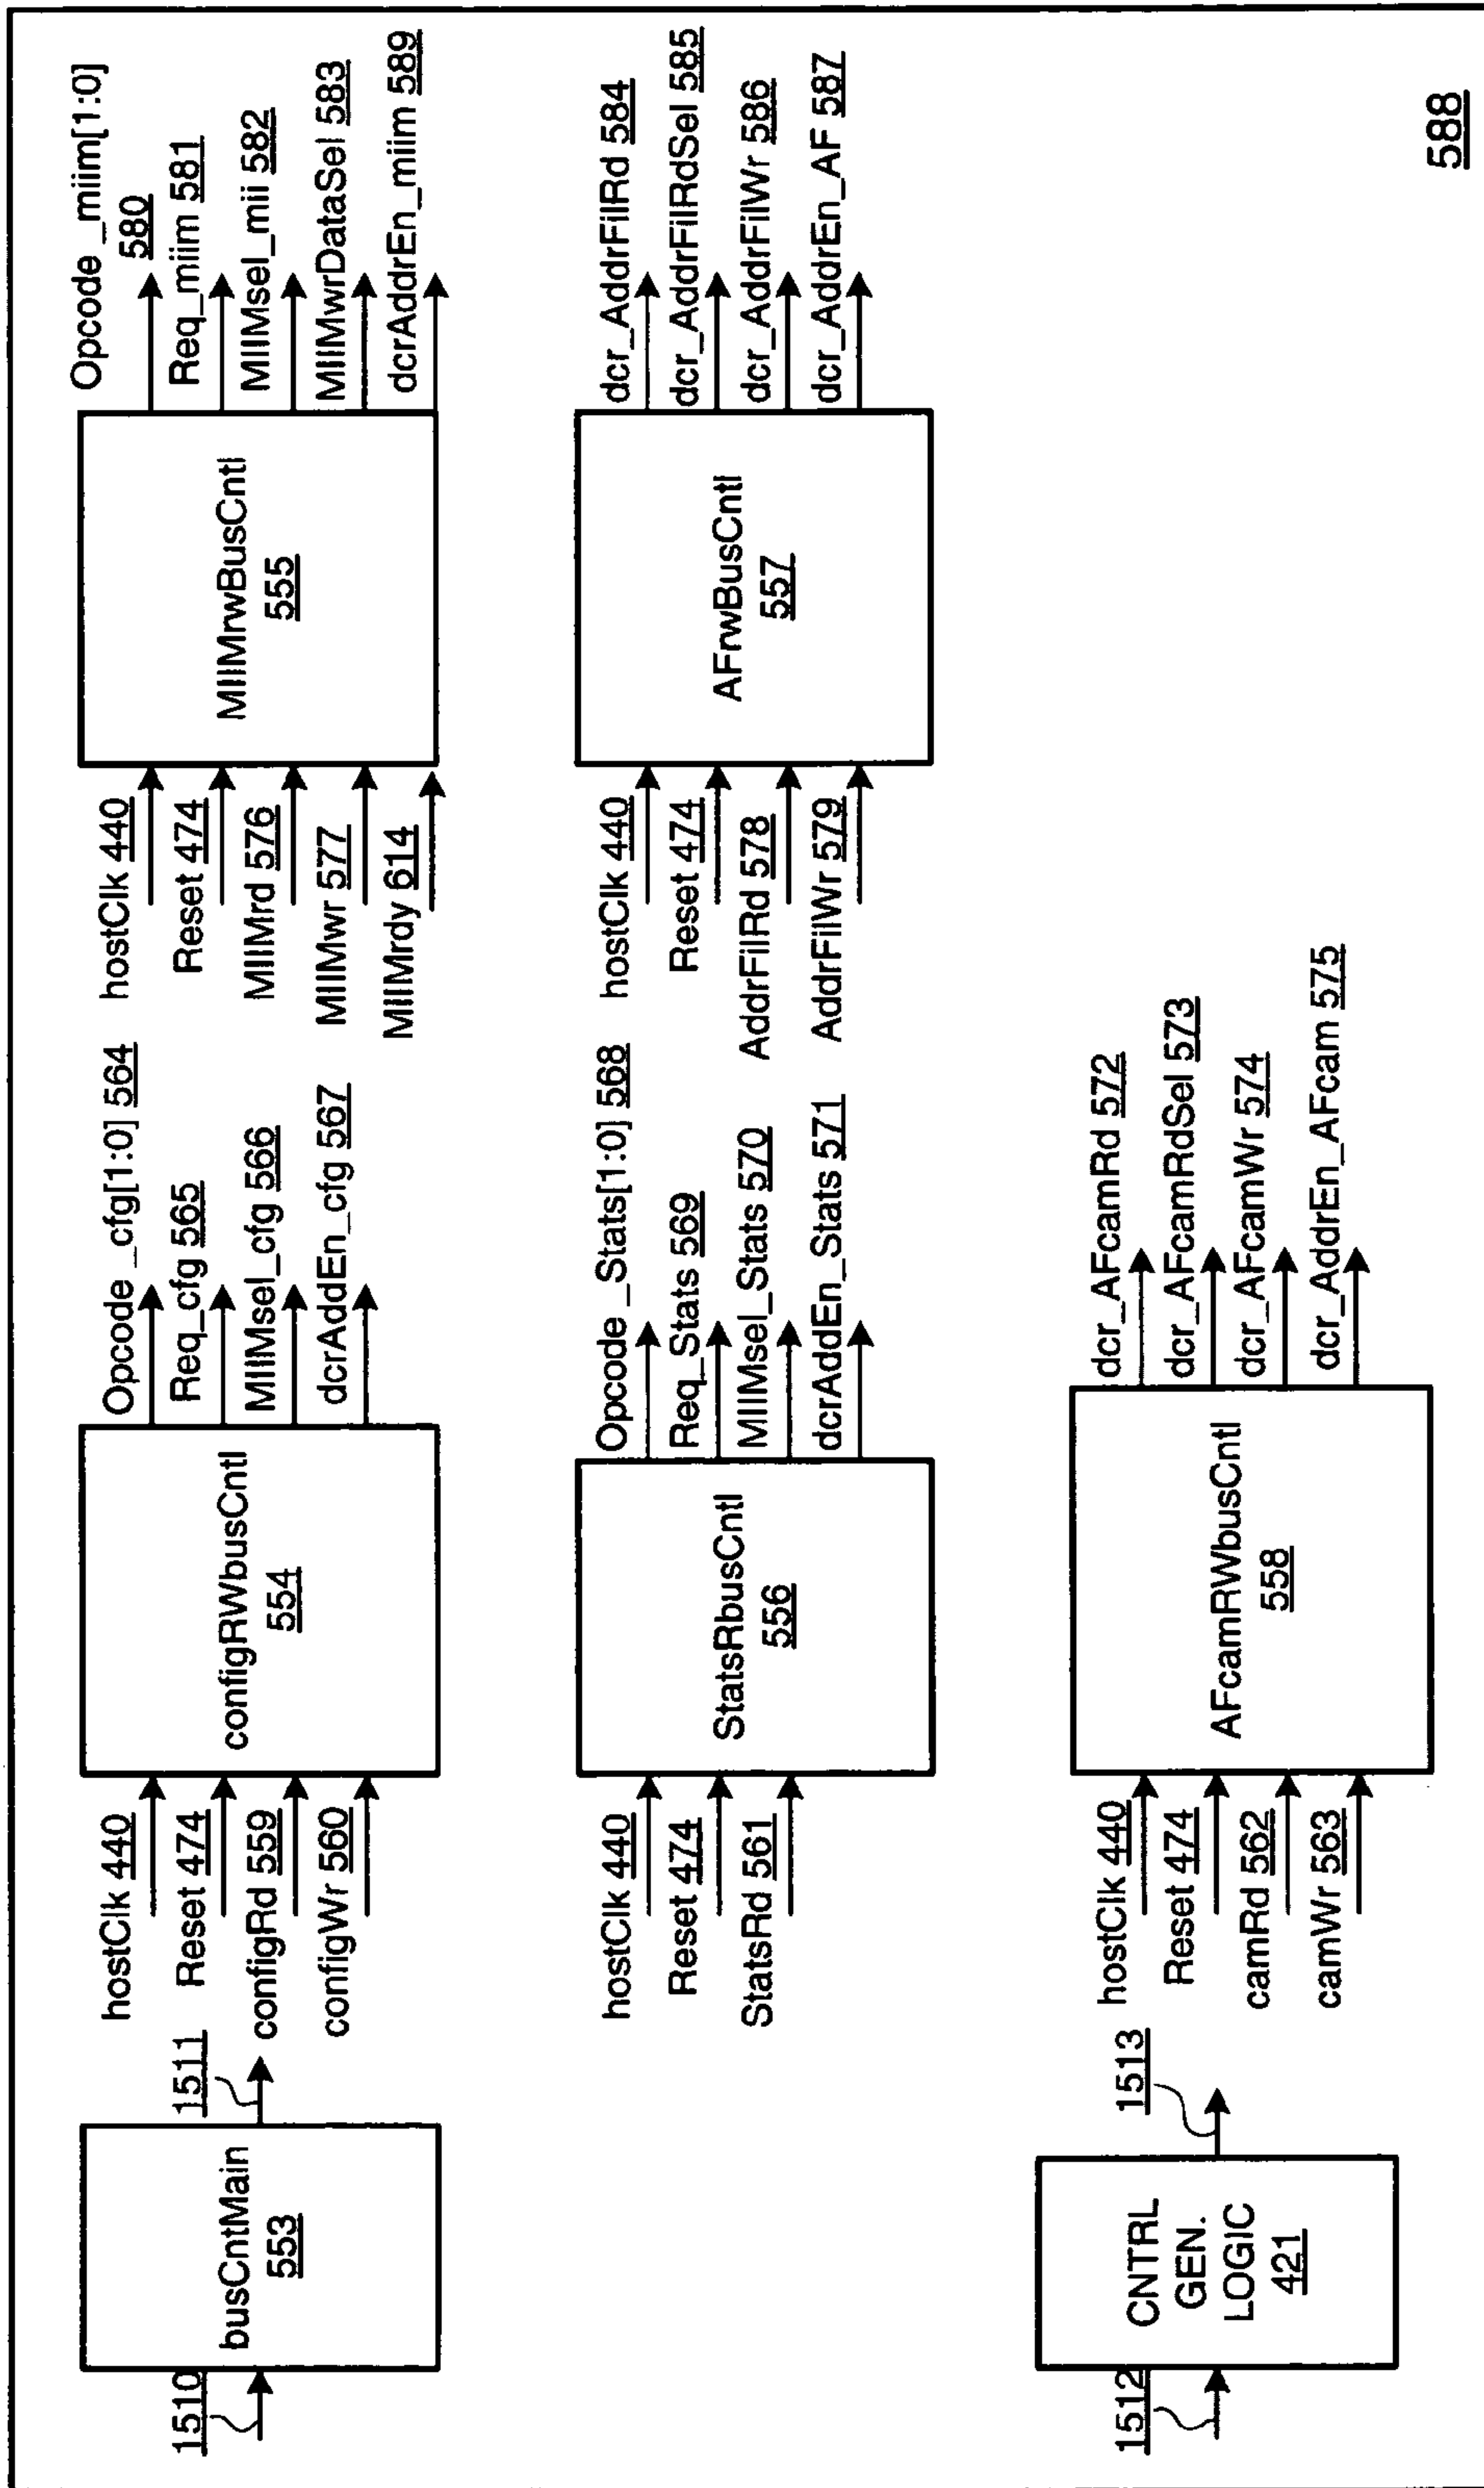 busCntMain
553
1510
1511
hostClk 440
Reset 474
configRd 559
configWr 560
configRWbusCntl
554
Opcode _cfg[1:0] 564
Req_cfg 565
MIIMsel_cfg 566
dcrAddEn_cfg 567
hostClk 440
Reset 474
MIIMrd 576
MIIMwr 577
MIIMrdy 614
MIIMrwBusCntl
555
Opcode _miim[1:0]
580
Req_miim 581
MIIMsel_mii 582
MIIMwrDataSel 583
dcrAddrEn_miim 589
hostClk 440
Reset 474
StatsRd 561
StatsRbusCntl
556
Opcode _Stats[1:0] 568
Req_Stats 569
MIIMsel_Stats 570
dcrAddEn_Stats 571
hostClk 440
Reset 474
AddrFilRd 578
AddrFilWr 579
AFrwBusCntl
557
dcr_AddrFilRd 584
dcr_AddrFilRdSel 585
dcr_AddrFilWr 586
dcr_AddrEn_AF 587
1512
CNTRL
GEN.
LOGIC
421
1513
hostClk 440
Reset 474
camRd 562
camWr 563
AFcamRWbusCntl
558
dcr_AFcamRd 572
dcr_AFcamRdSel 573
dcr_AFcamWr 574
dcr_AddrEn_AFcam 575
588